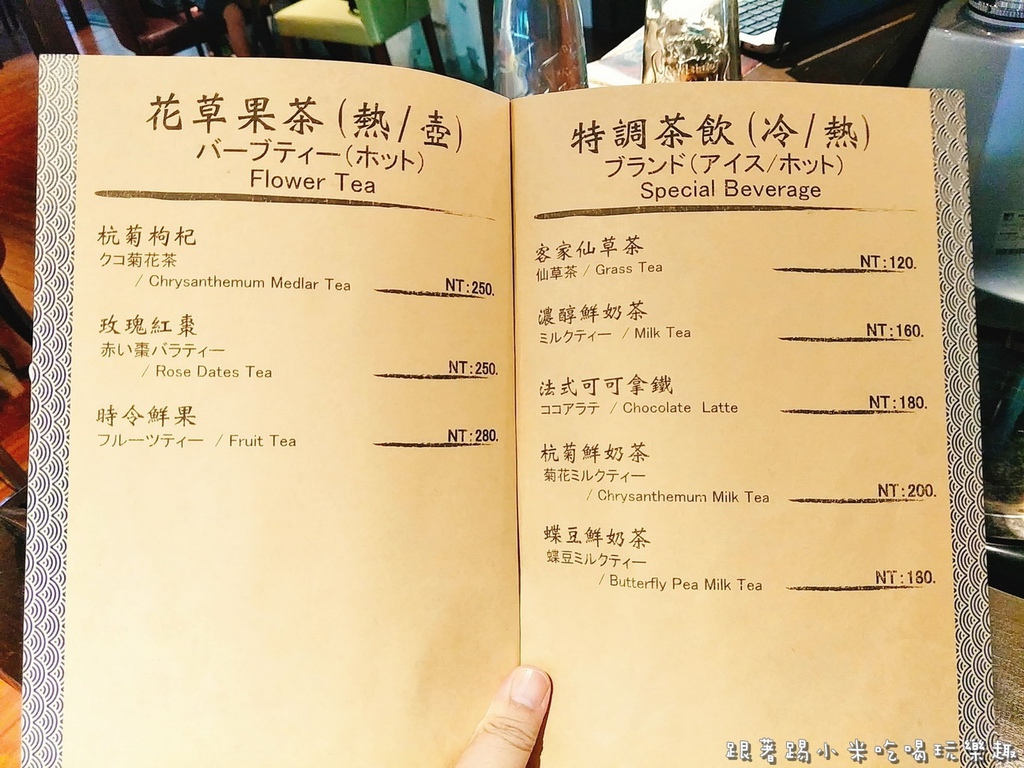 花草果茶(熱/壺)
バーブティー(ホット)
Flower Tea
杭菊枸杞
クコ菊花茶
/ Chrysanthemum Medlar Tea NT:250.
玫瑰紅棗
赤い棗バラティー
/ Rose Dates Tea NT:250.
時令鮮果
フルーツティー / Fruit Tea NT:280.
特調茶飲(冷/熱)
ブランド(アイス/ホット)
Special Beverage
客家仙草茶
仙草茶 / Grass Tea NT:120.
濃醇鮮奶茶
ミルクティー / Milk Tea NT:160.
法式可可拿鐵
ココアラテ / Chocolate Latte NT:180.
杭菊鮮奶茶
菊花ミルクティー
/ Chrysanthemum Milk Tea NT:200.
蝶豆鮮奶茶
蝶豆ミルクティー
/ Butterfly Pea Milk Tea NT:180.
跟著踢小米吃喝玩樂趣